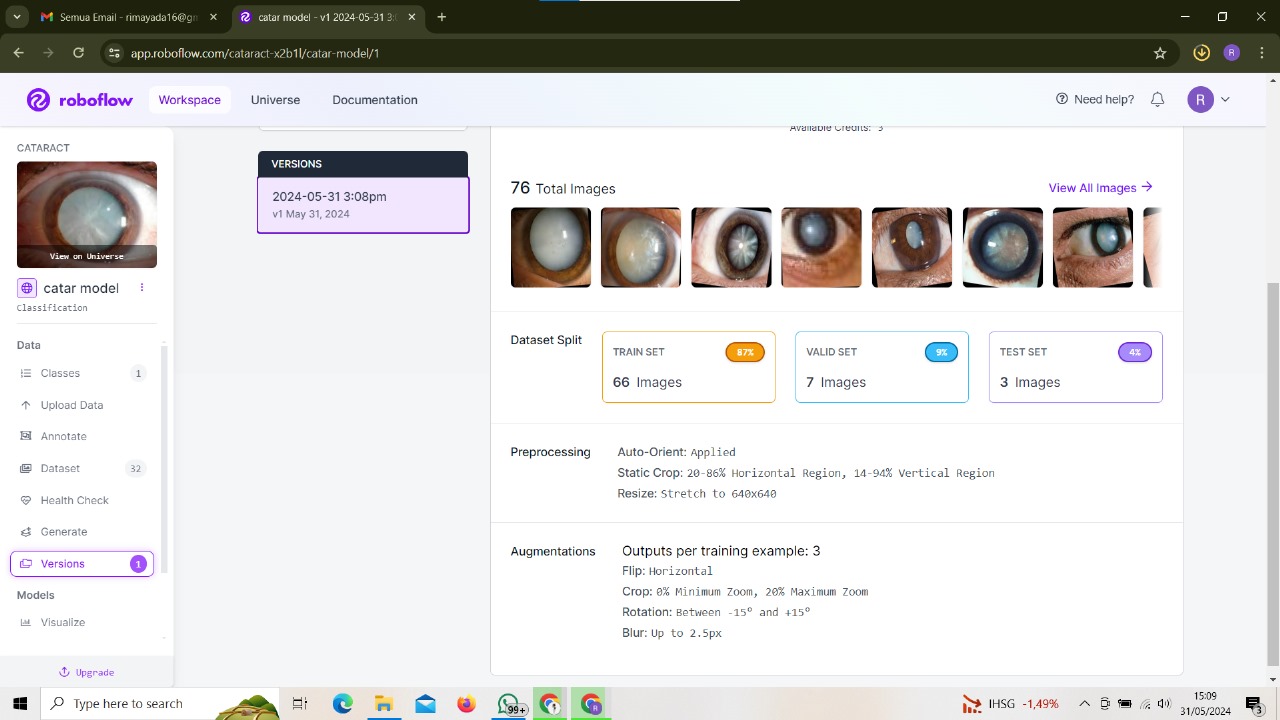 Semua Email - rimayada16@gm
catar model - v1 2024-05-31 3:
app.roboflow.com/cataract-x2b1l/catar-model/1
R
roboflow
Workspace
Universe
Documentation
Need help?
R
CATARACT
View on Universe
catar model
Classification
Data
Classes 1
Upload Data
Annotate
Dataset 32
Health Check
Generate
Versions 1
Models
Visualize
Upgrade
VERSIONS
2024-05-31 3:08pm
v1 May 31, 2024
Available Credits: 3
76 Total Images
View All Images
Dataset Split
TRAIN SET 87%
66 Images
VALID SET 9%
7 Images
TEST SET 4%
3 Images
Preprocessing
Auto-Orient: Applied
Static Crop: 20-86% Horizontal Region, 14-94% Vertical Region
Resize: Stretch to 640x640
Augmentations
Outputs per training example: 3
Flip: Horizontal
Crop: 0% Minimum Zoom, 20% Maximum Zoom
Rotation: Between -15° and +15°
Blur: Up to 2.5px
Type here to search
99+
R
IHSG -1,49%
15:09
31/05/2024
3